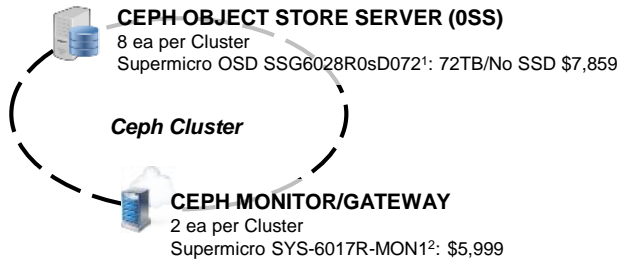 CEPH OBJECT STORE SERVER (0SS)
8 ea per Cluster
Supermicro OSD SSG6028R0sD072¹: 72TB/No SSD $7,859
Ceph Cluster
CEPH MONITOR/GATEWAY
2 ea per Cluster
Supermicro SYS-6017R-MON1²: $5,999